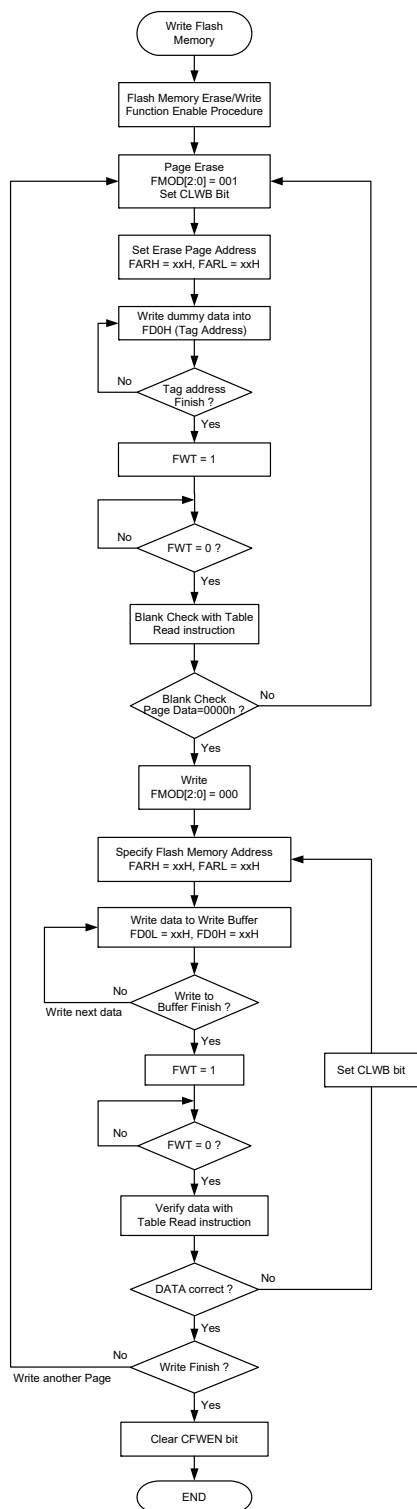 Write Flash
Memory
Flash Memory Erase/Write
Function Enable Procedure
Page Erase
FMOD[2:0] = 001
Set CLWB Bit
Set Erase Page Address
FARH = xxH, FARL = xxH
Write dummy data into
FD0H (Tag Address)
No
Tag address
Finish ?
Yes
FWT = 1
No
FWT = 0 ?
Yes
Blank Check with Table
Read instruction
No
Blank Check
Page Data=0000h ?
Yes
Write
FMOD[2:0] = 000
Specify Flash Memory Address
FARH = xxH, FARL = xxH
Write data to Write Buffer
FD0L = xxH, FD0H = xxH
No
Write next data
Write to
Buffer Finish ?
Yes
FWT = 1
Set CLWB bit
No
FWT = 0 ?
Yes
Verify data with
Table Read instruction
No
DATA correct ?
Yes
No
Write another Page
Write Finish ?
Yes
Clear CFWEN bit
END